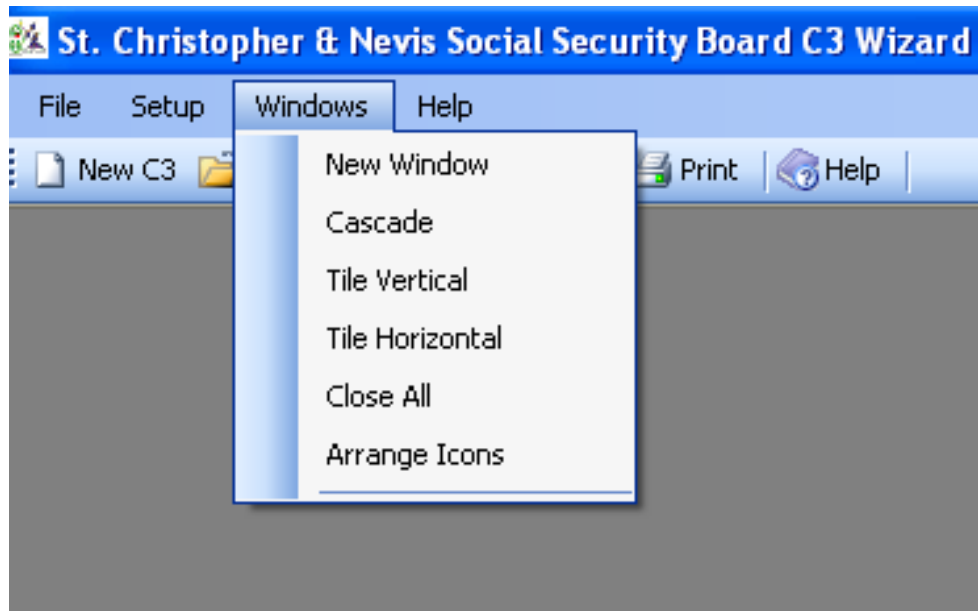 St. Christopher & Nevis Social Security Board C3 Wizard
File Setup Windows Help
New C3 Print Help
New Window
Cascade
Tile Vertical
Tile Horizontal
Close All
Arrange Icons